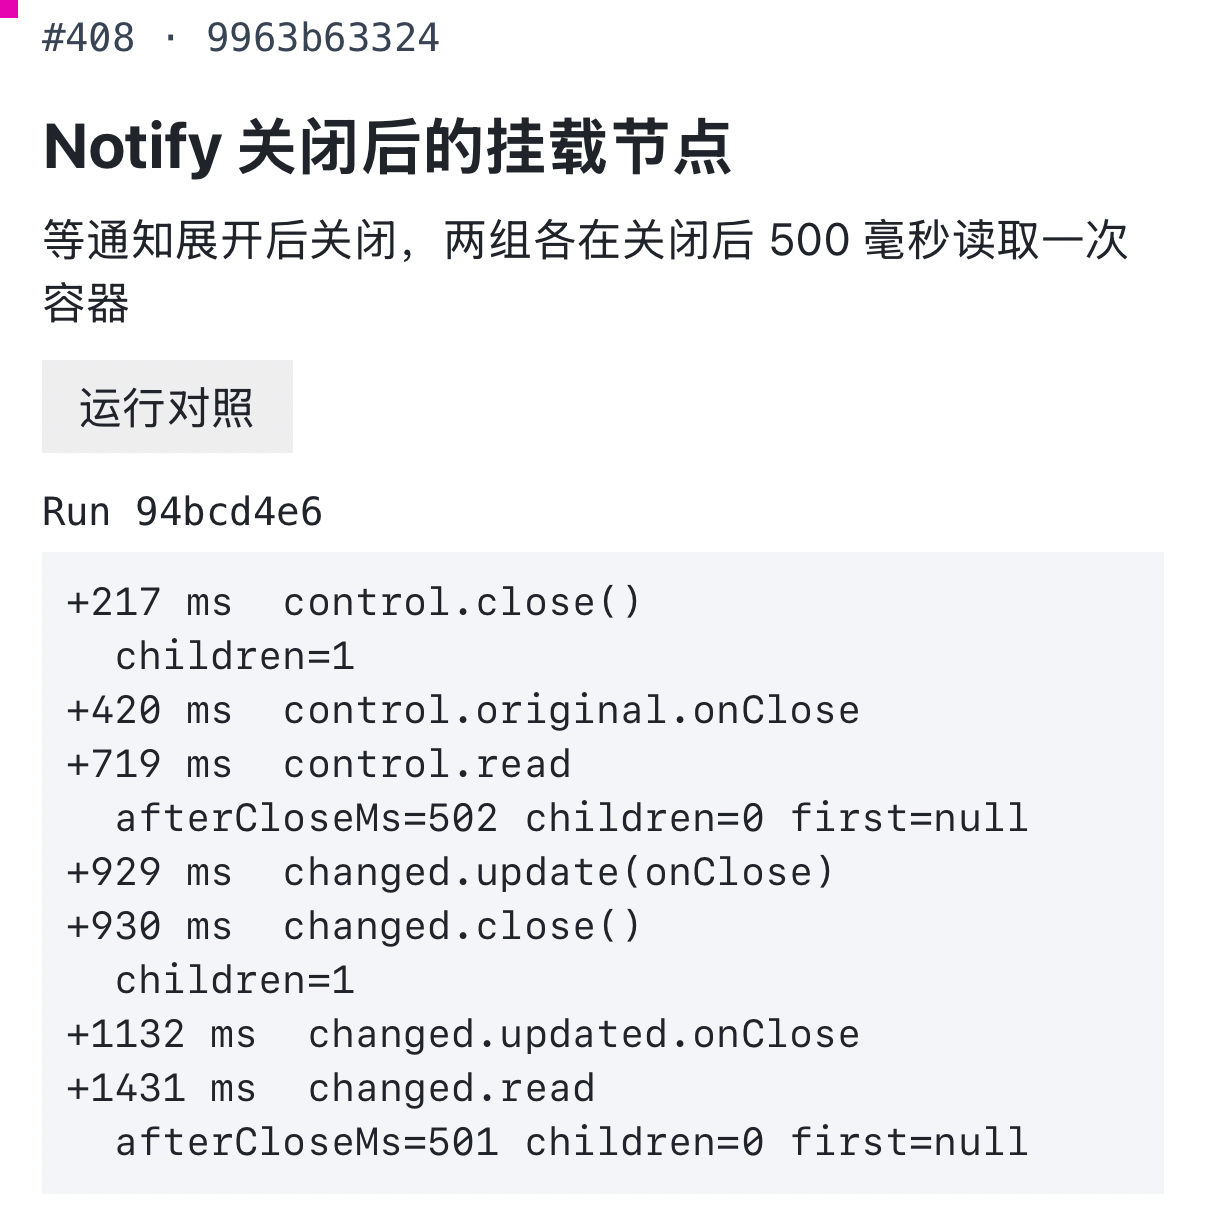 #408 · 9963b63324
Notify 关闭后的挂载节点
等通知展开后关闭，两组各在关闭后 500 毫秒读取一次
容器
运行对照
Run 94bcd4e6
+217 ms  control.close()
  children=1
+420 ms  control.original.onClose
+719 ms  control.read
  afterCloseMs=502 children=0 first=null
+929 ms  changed.update(onClose)
+930 ms  changed.close()
  children=1
+1132 ms  changed.updated.onClose
+1431 ms  changed.read
  afterCloseMs=501 children=0 first=null